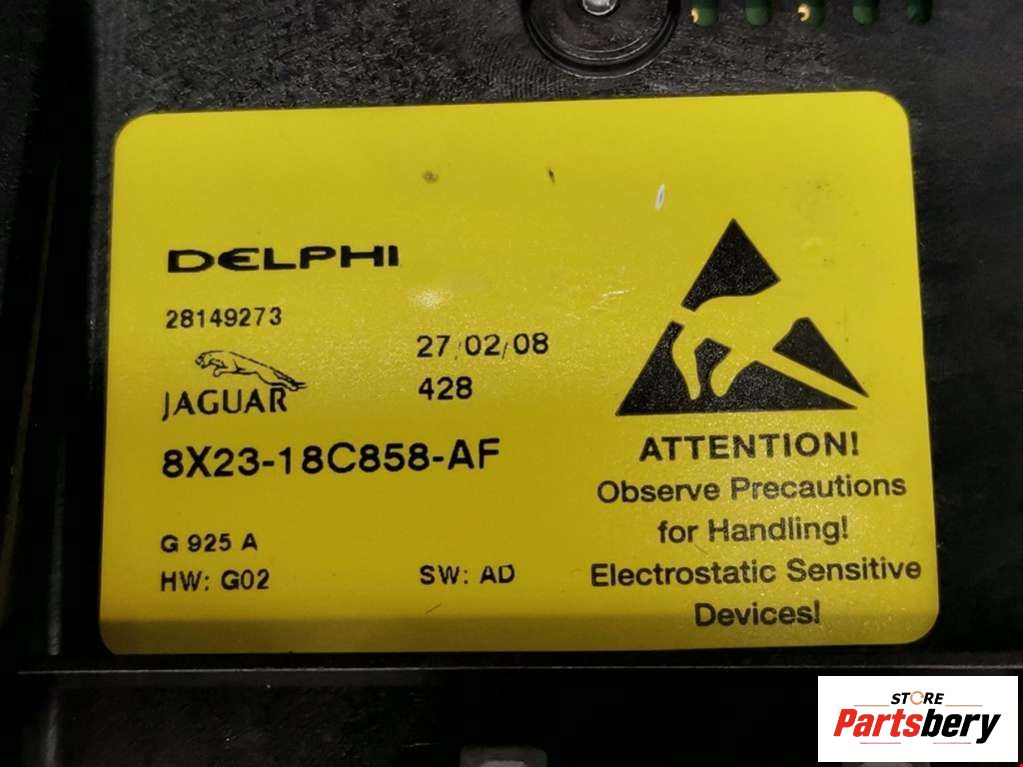 DELPHI
28149273
27/02/08
JAGUAR
428
8X23-18C858-AF
G 925 A
HW: G02
SW: AD
ATTENTION!
Observe Precautions
for Handling!
Electrostatic Sensitive
Devices!
STORE
Partsbery